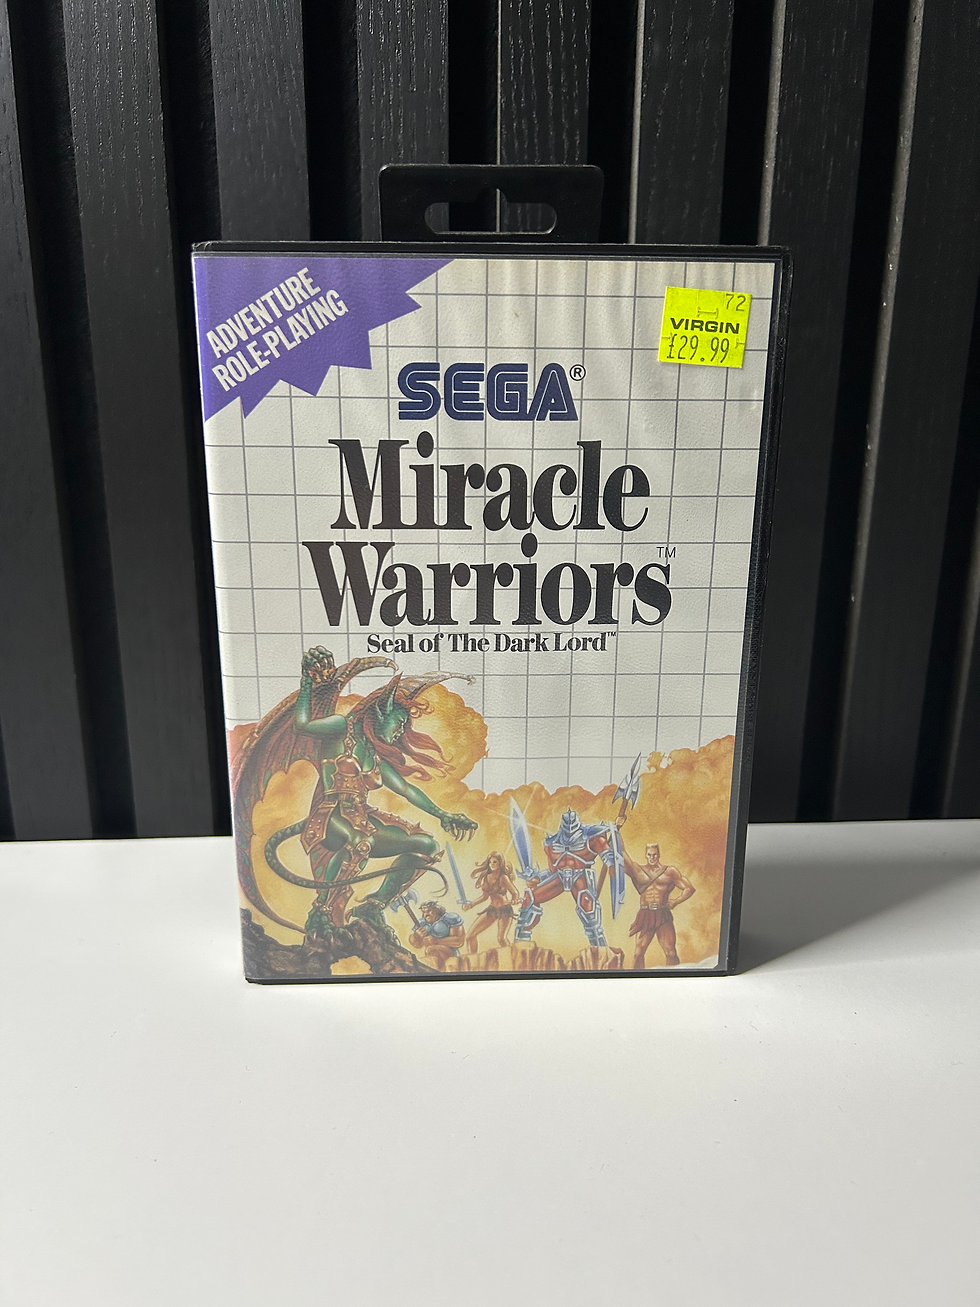 ADVENTURE
ROLE-PLAYING
72
VIRGIN
£29.99
SEGA®
Miracle
Warriors™
Seal of The Dark Lord™